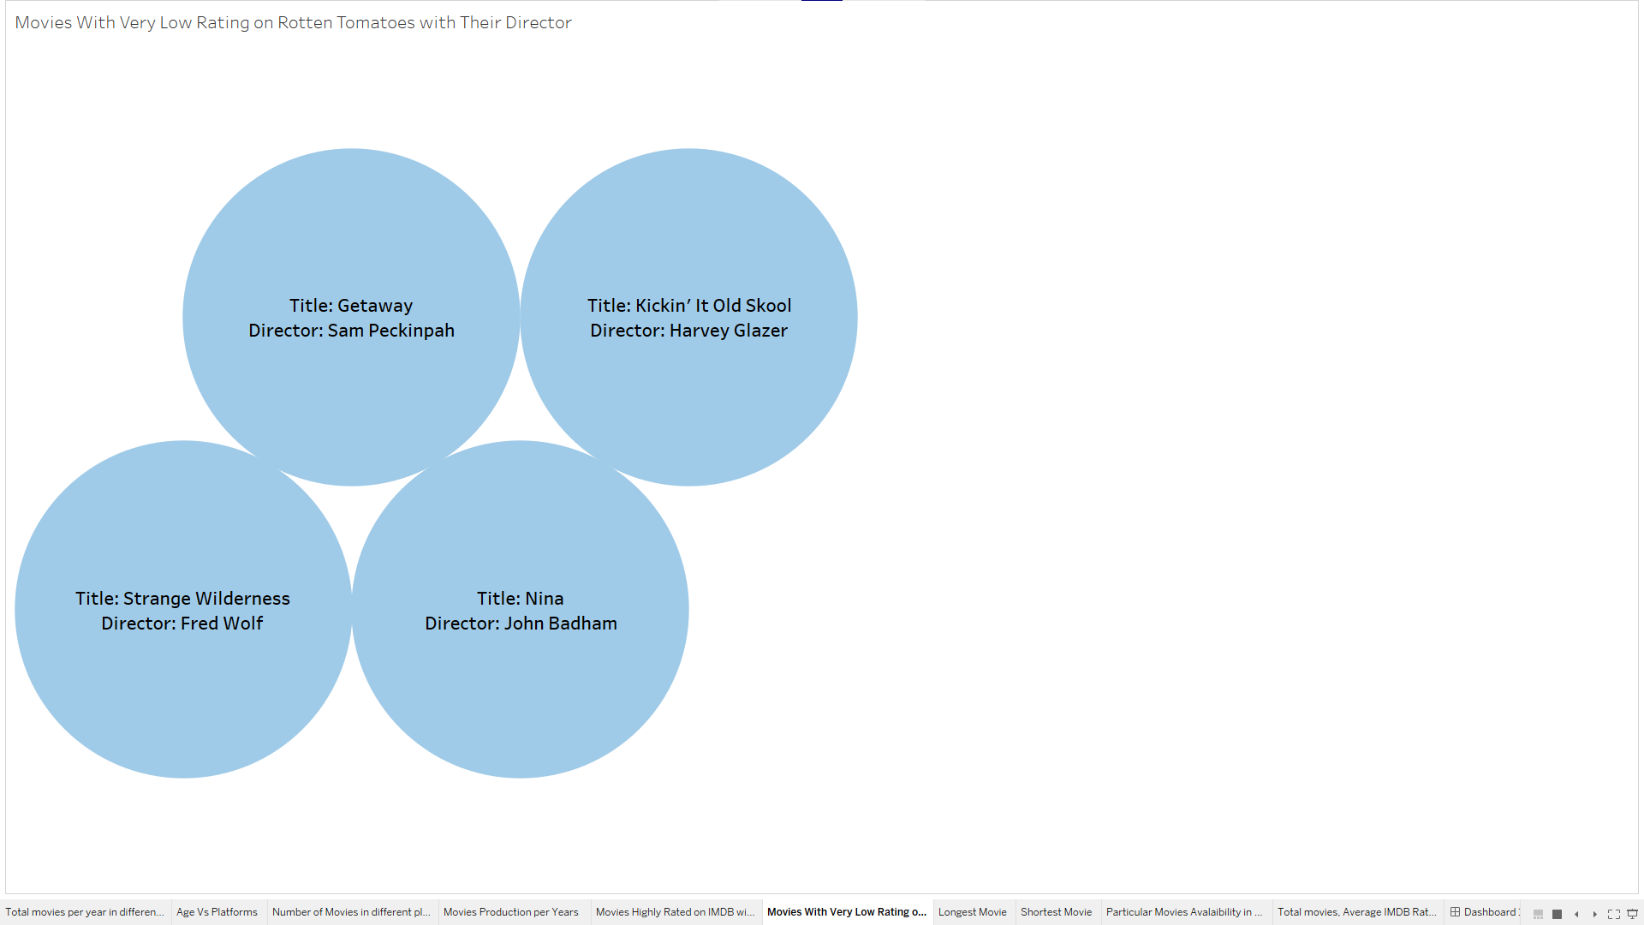 Movies With Very Low Rating on Rotten Tomatoes with Their Director
Title: Getaway
Director: Sam Peckinpah
Title: Kickin’ It Old Skool
Director: Harvey Glazer
Title: Strange Wilderness
Director: Fred Wolf
Title: Nina
Director: John Badham
Total movies per year in differen...
Age Vs Platforms
Number of Movies in different pl...
Movies Production per Years
Movies Highly Rated on IMDB wi...
Movies With Very Low Rating o...
Longest Movie
Shortest Movie
Particular Movies Avalaibility in ...
Total movies, Average IMDB Rat...
Dashboard